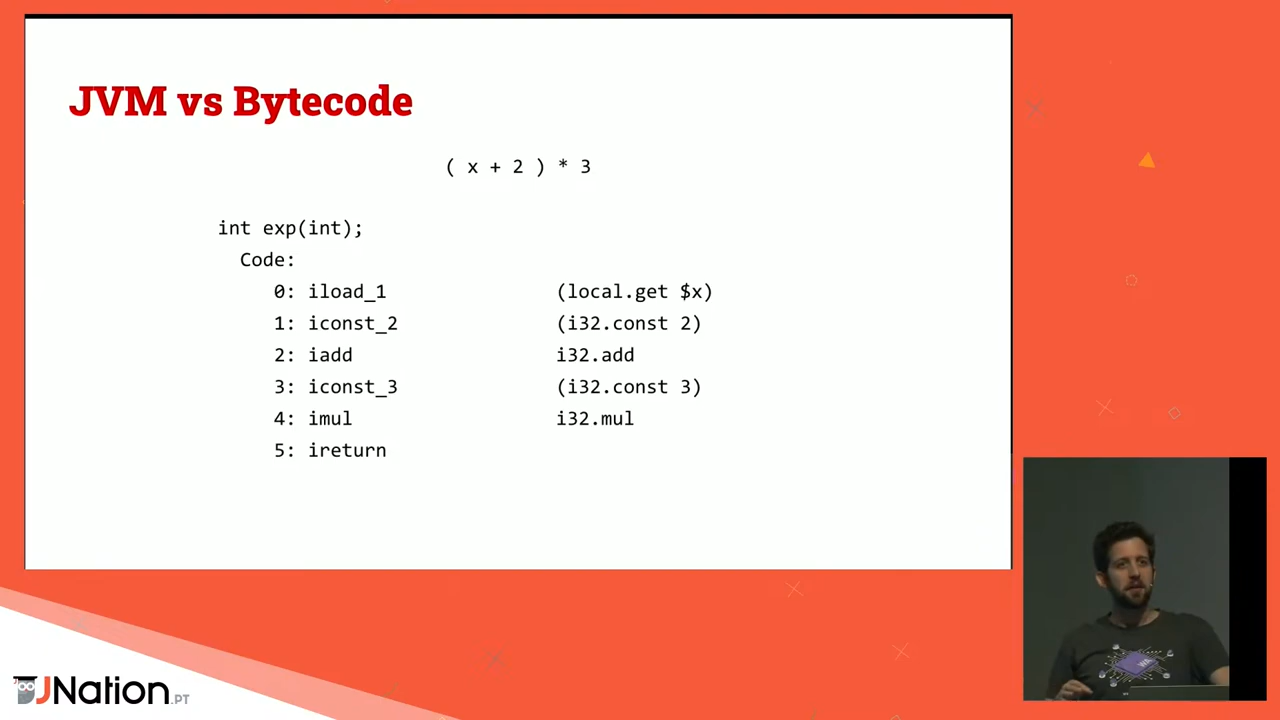 JVM vs Bytecode
( x + 2 ) * 3
int exp(int);
Code:
0: iload_1 (local.get $x)
1: iconst_2 (i32.const 2)
2: iadd i32.add
3: iconst_3 (i32.const 3)
4: imul i32.mul
5: ireturn
JNation.PT